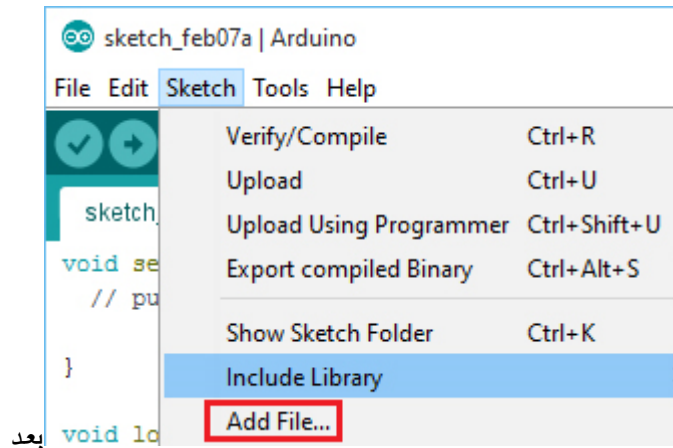 sketch_feb07a | Arduino
File Edit Sketch Tools Help
Verify/Compile Ctrl+R
Upload Ctrl+U
sketch_
Upload Using Programmer Ctrl+Shift+U
void se
Export compiled Binary Ctrl+Alt+S
// pu
Show Sketch Folder Ctrl+K
}
Include Library
Add File...
void lo
بعد